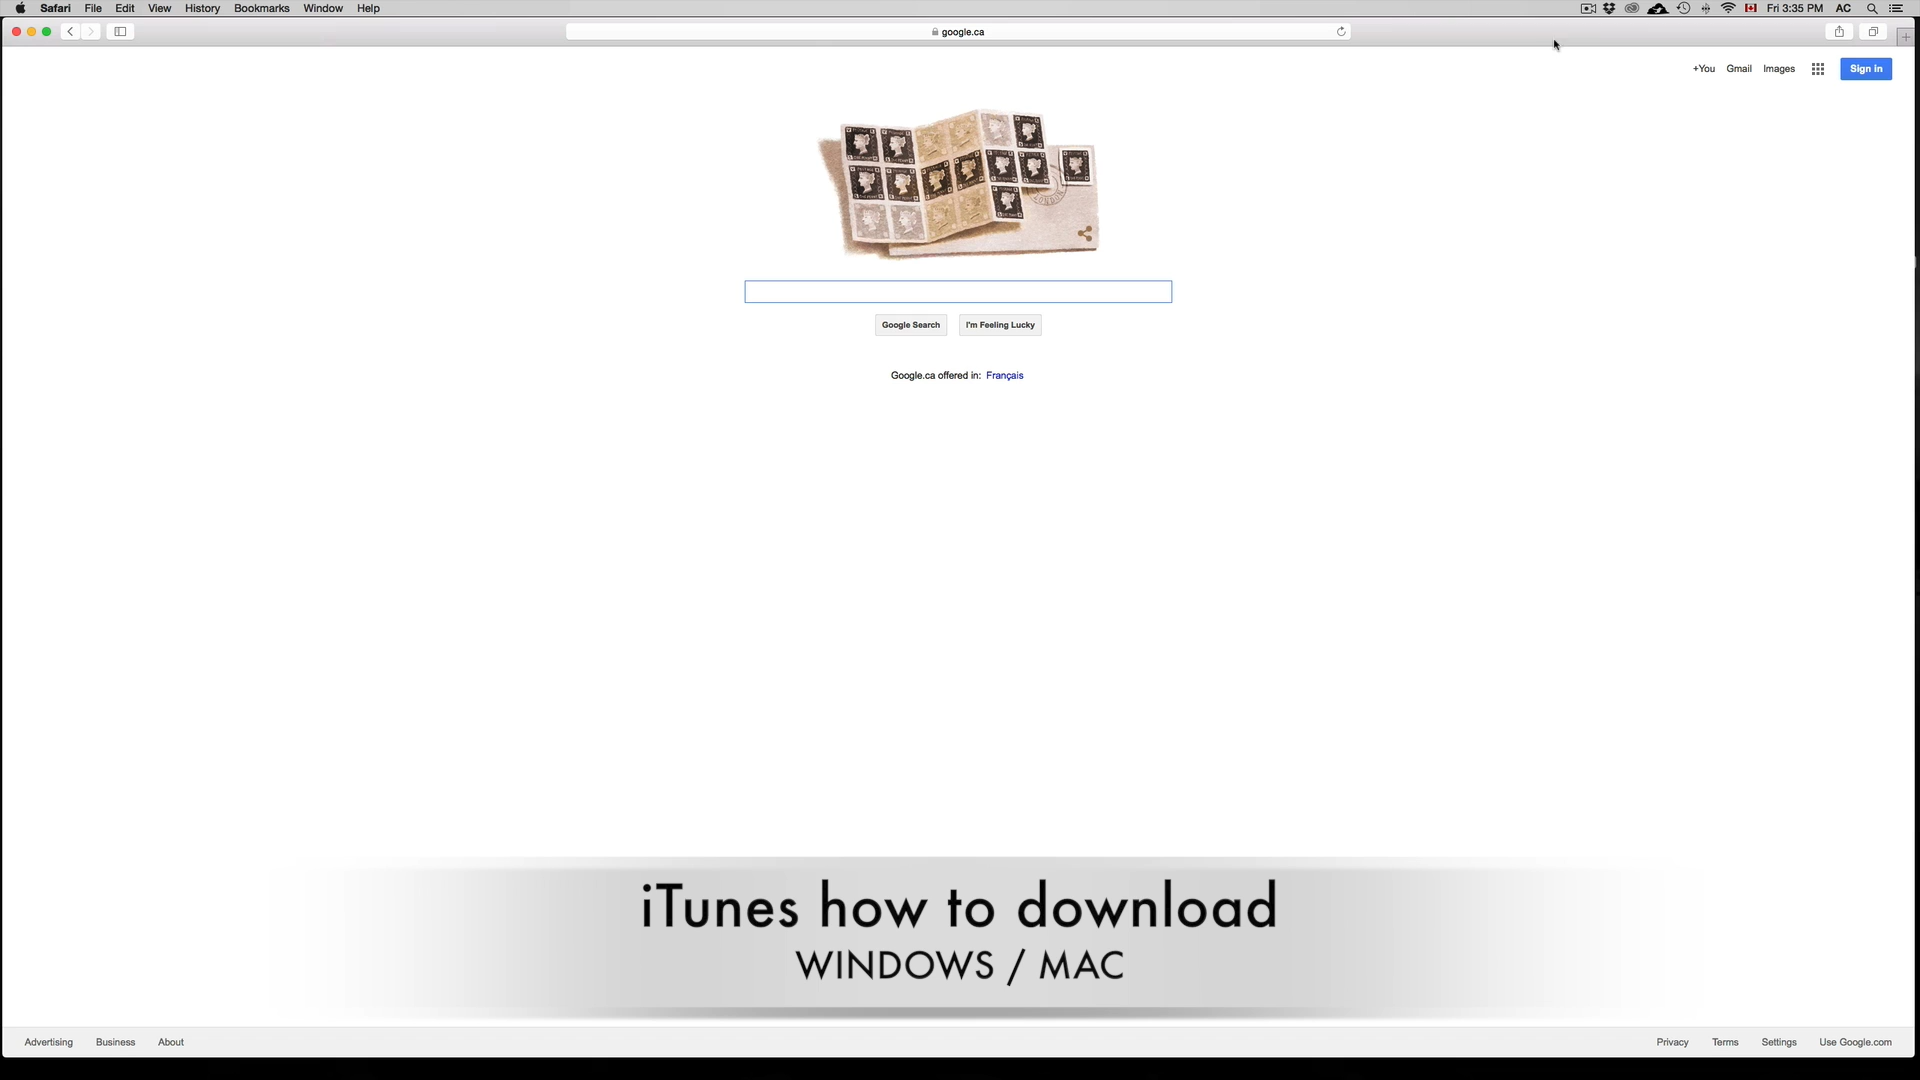 Safari File Edit View History Bookmarks Window Help Fri 3:35 PM AC
google.ca
+You Gmail Images Sign in
Google Search I'm Feeling Lucky
Google.ca offered in: Français
iTunes how to download
WINDOWS / MAC
Advertising Business About Privacy Terms Settings Use Google.com